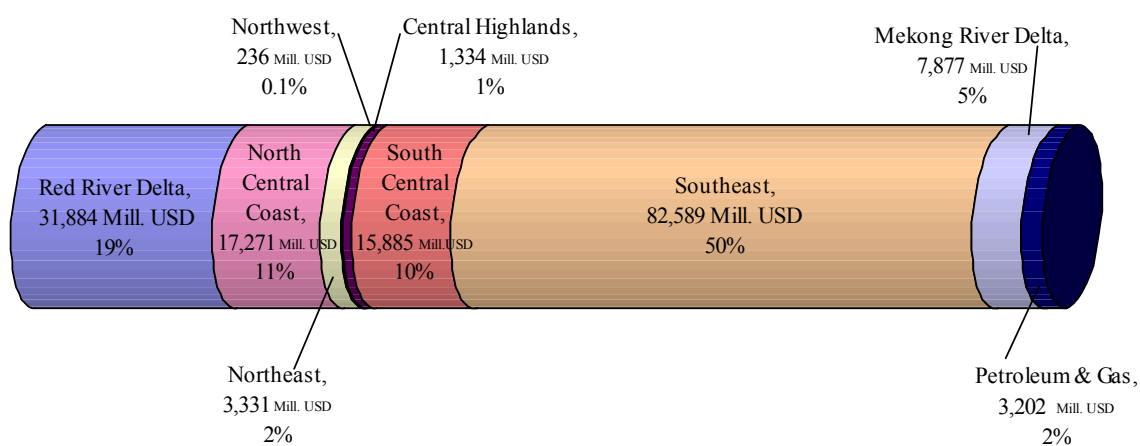 Northwest,
236 Mill. USD
0.1%
Central Highlands,
1,334 Mill. USD
1%
Mekong River Delta,
7,877 Mill. USD
5%
Red River Delta,
31,884 Mill. USD
19%
North
Central
Coast,
17,271 Mill. USD
11%
South
Central
Coast,
15,885 Mill.USD
10%
Southeast,
82,589 Mill. USD
50%
Northeast,
3,331 Mill. USD
2%
Petroleum & Gas,
3,202 Mill. USD
2%